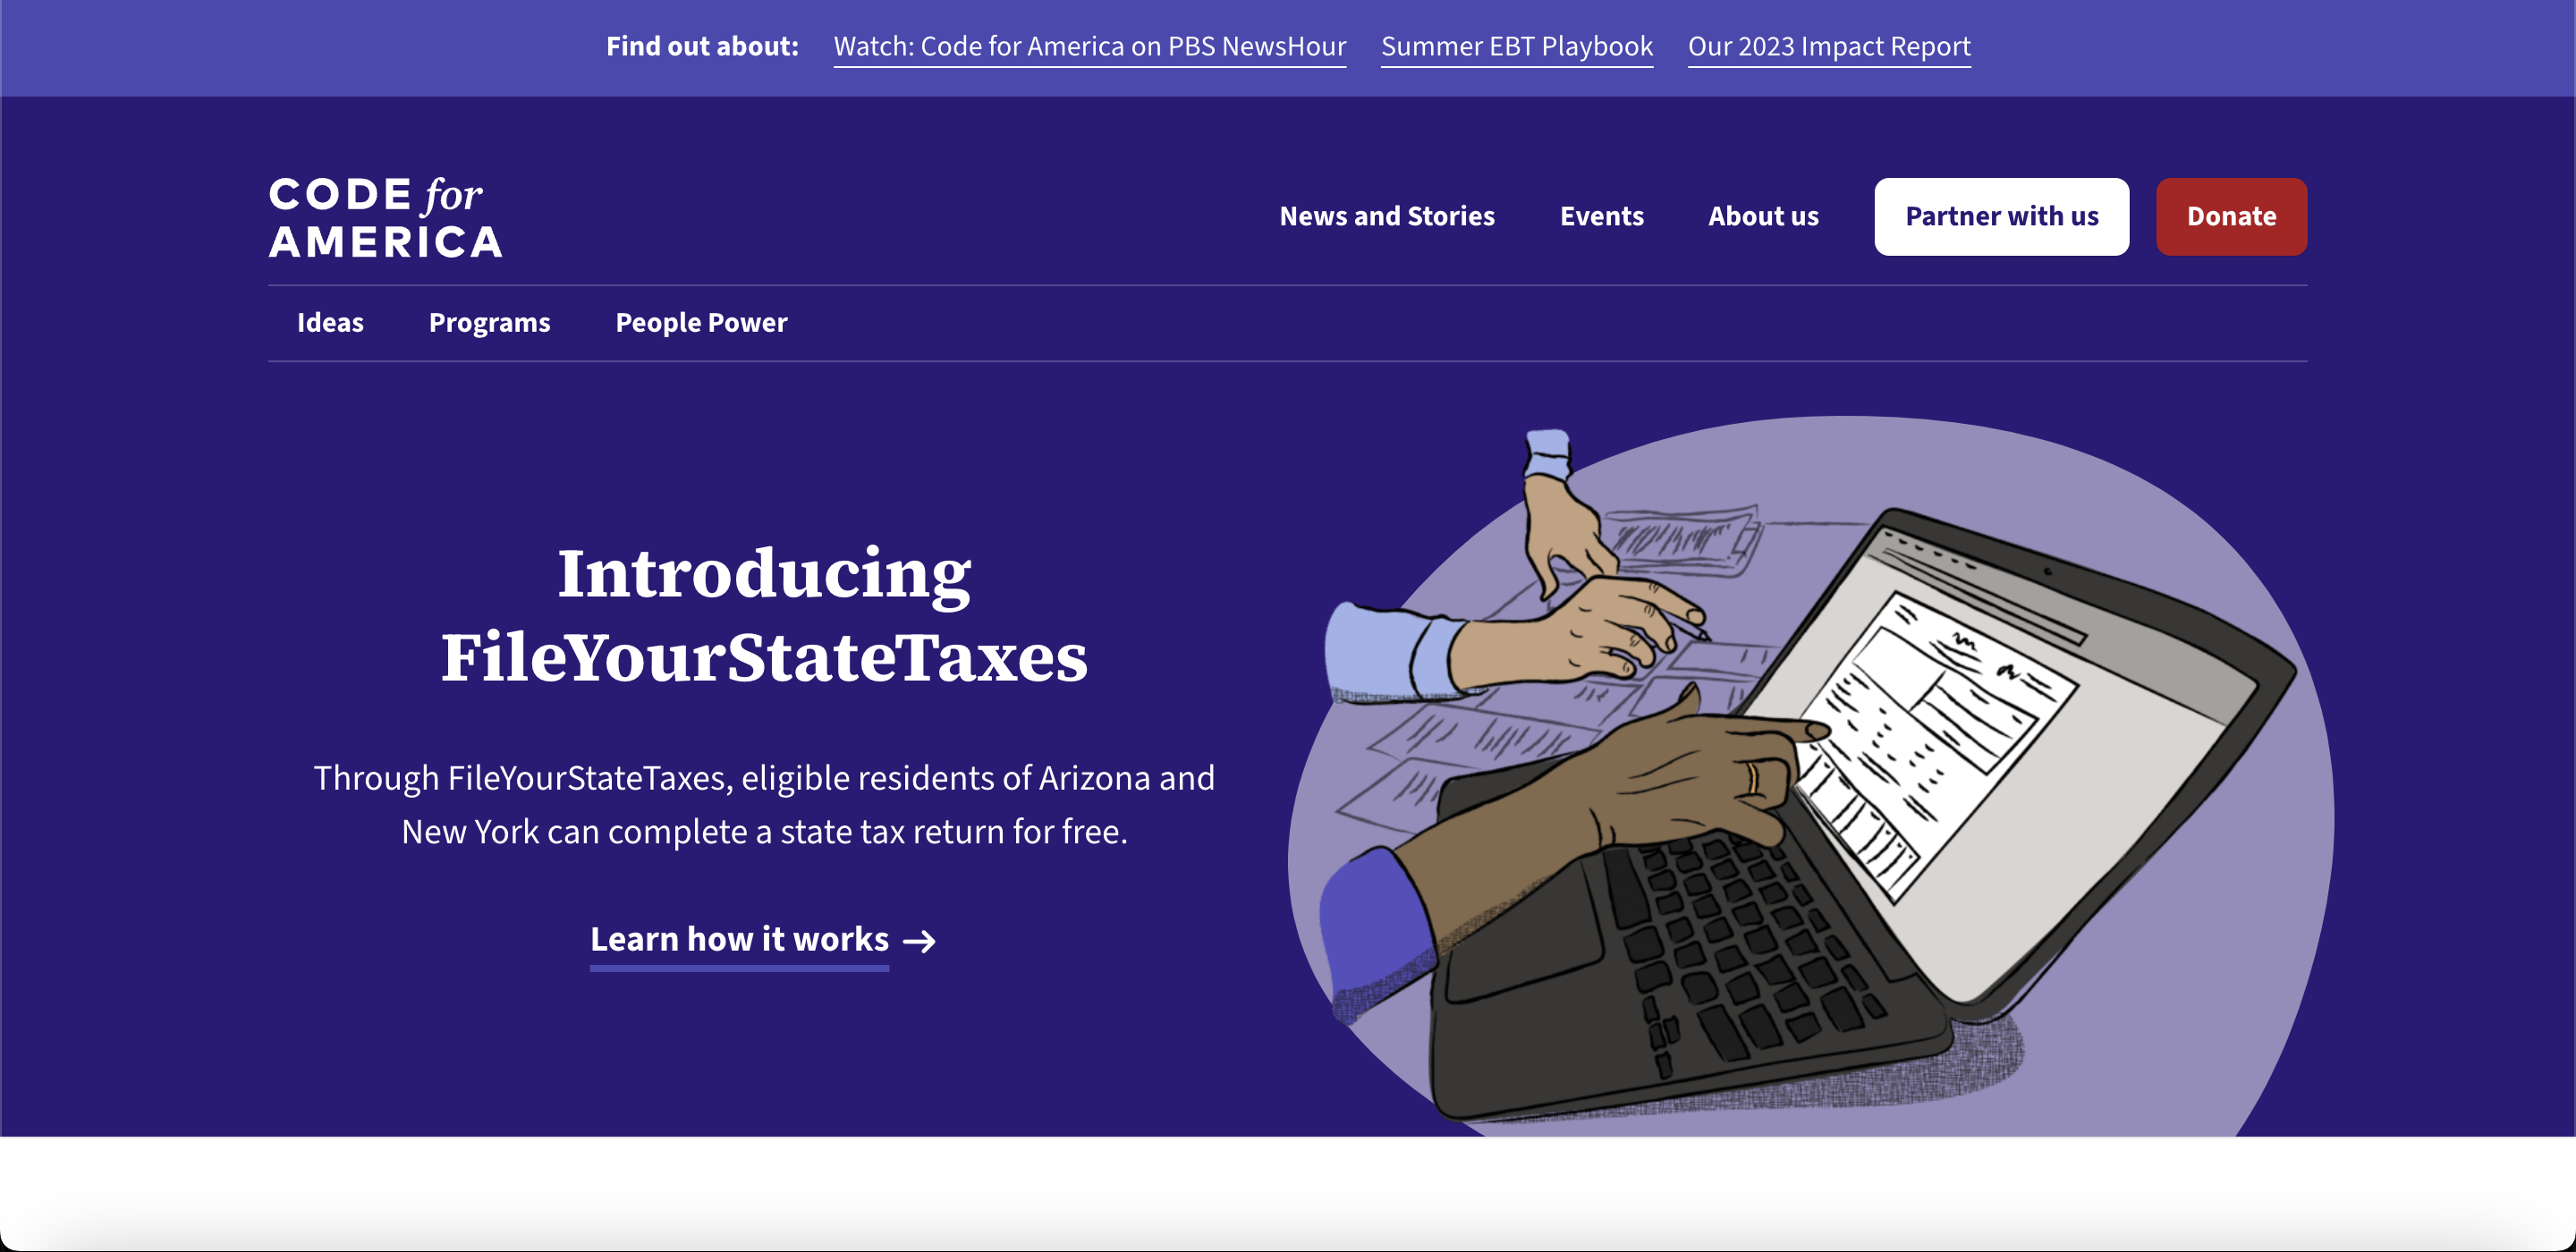 Find out about: Watch: Code for America on PBS NewsHour Summer EBT Playbook Our 2023 Impact Report
CODE for
AMERICA
News and Stories Events About us Partner with us Donate
Ideas Programs People Power
Introducing
FileYourStateTaxes
Through FileYourStateTaxes, eligible residents of Arizona and
New York can complete a state tax return for free.
Learn how it works →